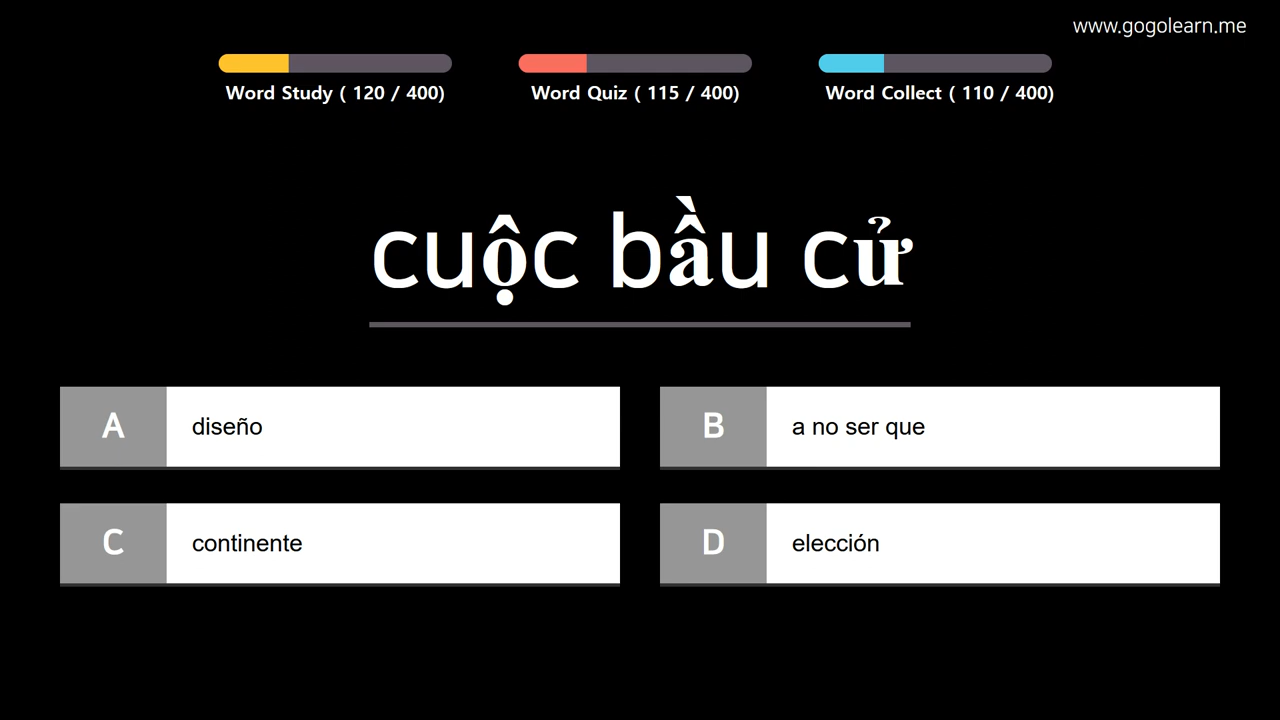 www.gogolearn.me
Word Study ( 120 / 400)
Word Quiz ( 115 / 400)
Word Collect ( 110 / 400)
cuộc bầu cử
A diseño
B a no ser que
C continente
D elección